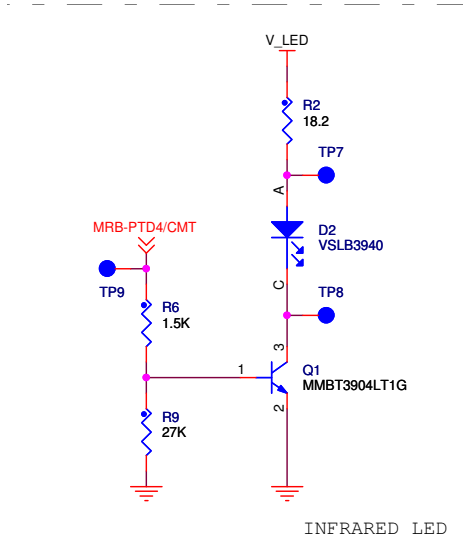 V_LED
R2
18.2
TP7
A
MRB-PTD4/CMT
D2
VSLB3940
TP9
C
TP8
R6
1.5K
3
1
Q1
MMBT3904LT1G
2
R9
27K
INFRARED LED